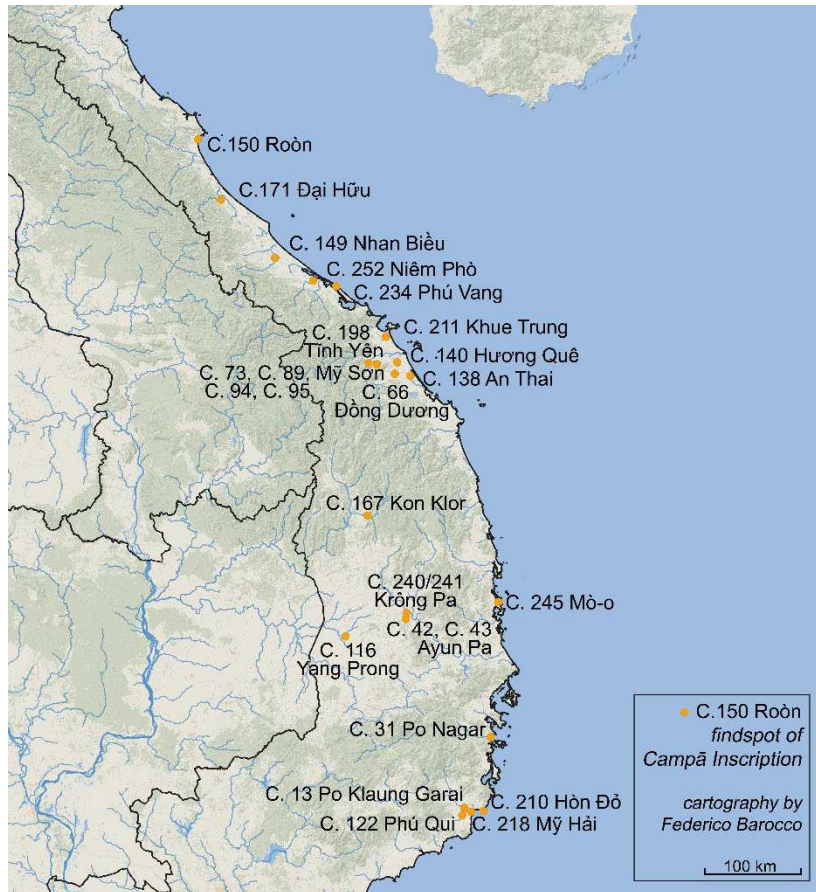 C.150 Roòn
C.171 Đại Hữu
C. 149 Nhan Biều
C. 252 Niêm Phò
C. 234 Phú Vang
C. 211 Khue Trung
C. 198
Tĩnh Yên
C. 140 Hương Quê
C. 73, C. 89, Mỹ Sơn
C. 94, C. 95
C. 138 An Thai
C. 66
Đồng Dương
C. 167 Kon Klor
C. 240/241
Krông Pa
C. 245 Mò-o
C. 42, C. 43
Ayun Pa
C. 116
Yang Prong
C. 31 Po Nagar
C. 13 Po Klaung Garai
C. 210 Hòn Đỏ
C. 122 Phú Qui
C. 218 Mỹ Hải
C.150 Roòn
findspot of
Campā Inscription
cartography by
Federico Barocco
100 km